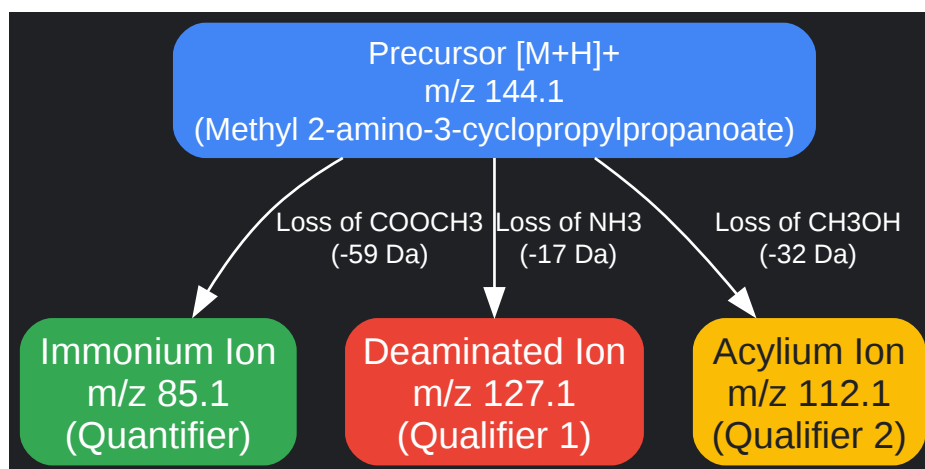 Precursor [M+H]+
m/z 144.1
(Methyl 2-amino-3-cyclopropylpropanoate)
Loss of COOCH3
(-59 Da)
Loss of NH3
(-17 Da)
Loss of CH3OH
(-32 Da)
Immonium Ion
m/z 85.1
(Quantifier)
Deaminated Ion
m/z 127.1
(Qualifier 1)
Acylium Ion
m/z 112.1
(Qualifier 2)